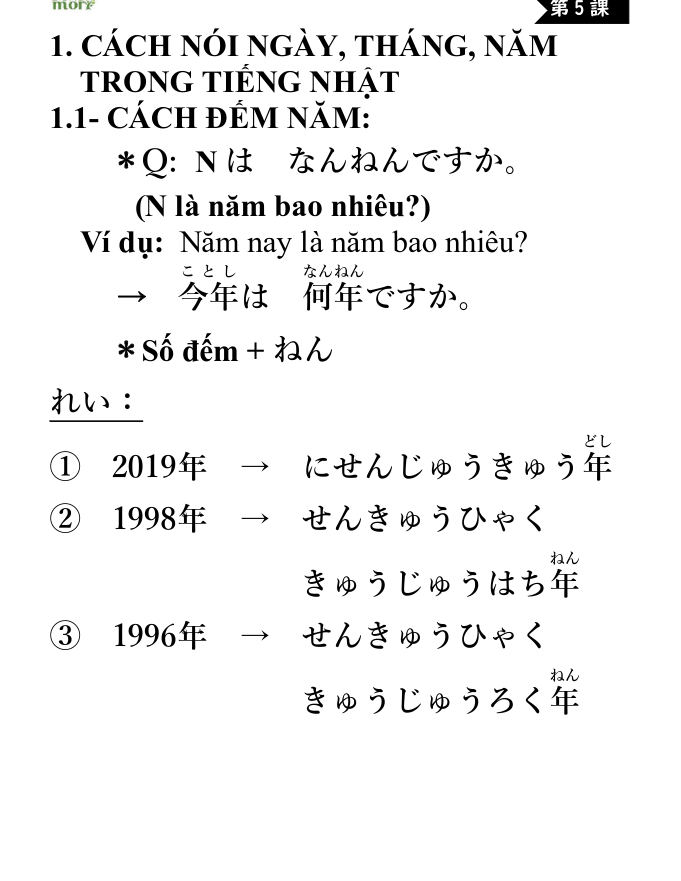 mori
第5課
1. CÁCH NÓI NGÀY, THÁNG, NĂM
TRONG TIẾNG NHẬT
1.1- CÁCH ĐẾM NĂM:
＊Q: N は　なんねんですか。
(N là năm bao nhiêu?)
Ví dụ: Năm nay là năm bao nhiêu?
ことし　なんねん
→　今年は　何年ですか。
＊Số đếm + ねん
れい：
どし
①　2019年　→　にせんじゅうきゅう年
②　1998年　→　せんきゅうひゃく
ねん
きゅうじゅうはち年
③　1996年　→　せんきゅうひゃく
ねん
きゅうじゅうろく年